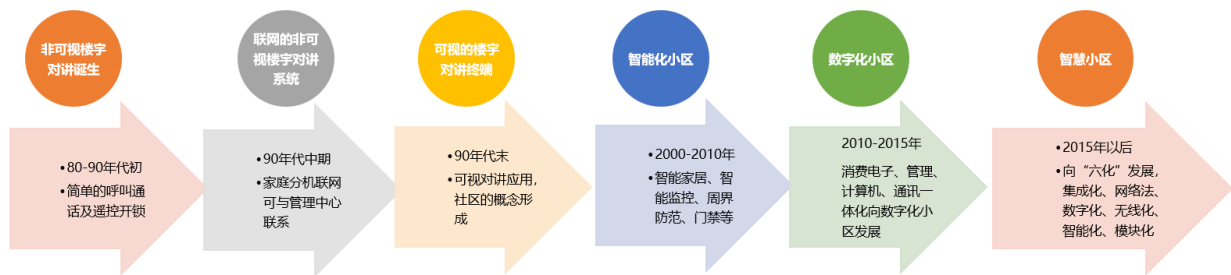 非可视楼宇
对讲诞生
•80-90年代初
•简单的呼叫通
话及遥控开锁
联网的非可
视楼宇对讲
系统
•90年代中期
•家庭分机联网
可与管理中心
联系
可视的楼宇
对讲终端
•90年代末
•可视对讲应用，
社区的概念形
成
智能化小区
•2000-2010年
•智能家居、智
能监控、周界
防范、门禁等
数字化小区
2010-2015年
消费电子、管理、
计算机、通讯一
体化向数字化小
区发展
智慧小区
•2015年以后
•向“六化”发展，
集成化、网络法、
数字化、无线化、
智能化、模块化